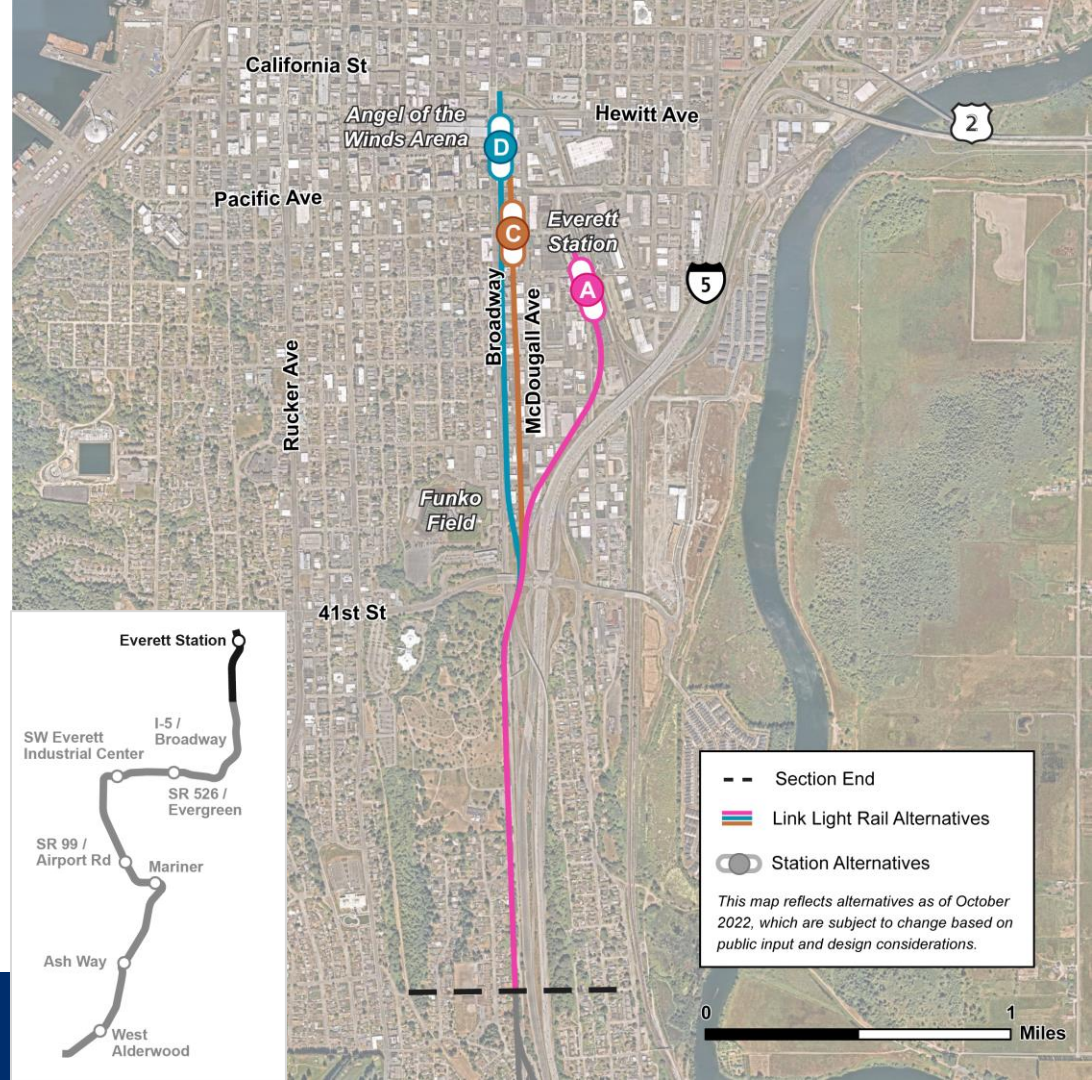 California St
Angel of the
Winds Arena
Hewitt Ave
2
D
Pacific Ave
C
Everett
Station
5
A
Broadway
McDougall Ave
Rucker Ave
Funko
Field
41st St
Everett Station
I-5 /
Broadway
SW Everett
Industrial Center
SR 526 /
Evergreen
SR 99 /
Airport Rd
Mariner
Ash Way
West
Alderwood
Section End
Link Light Rail Alternatives
Station Alternatives
This map reflects alternatives as of October
2022, which are subject to change based on
public input and design considerations.
0 1
Miles